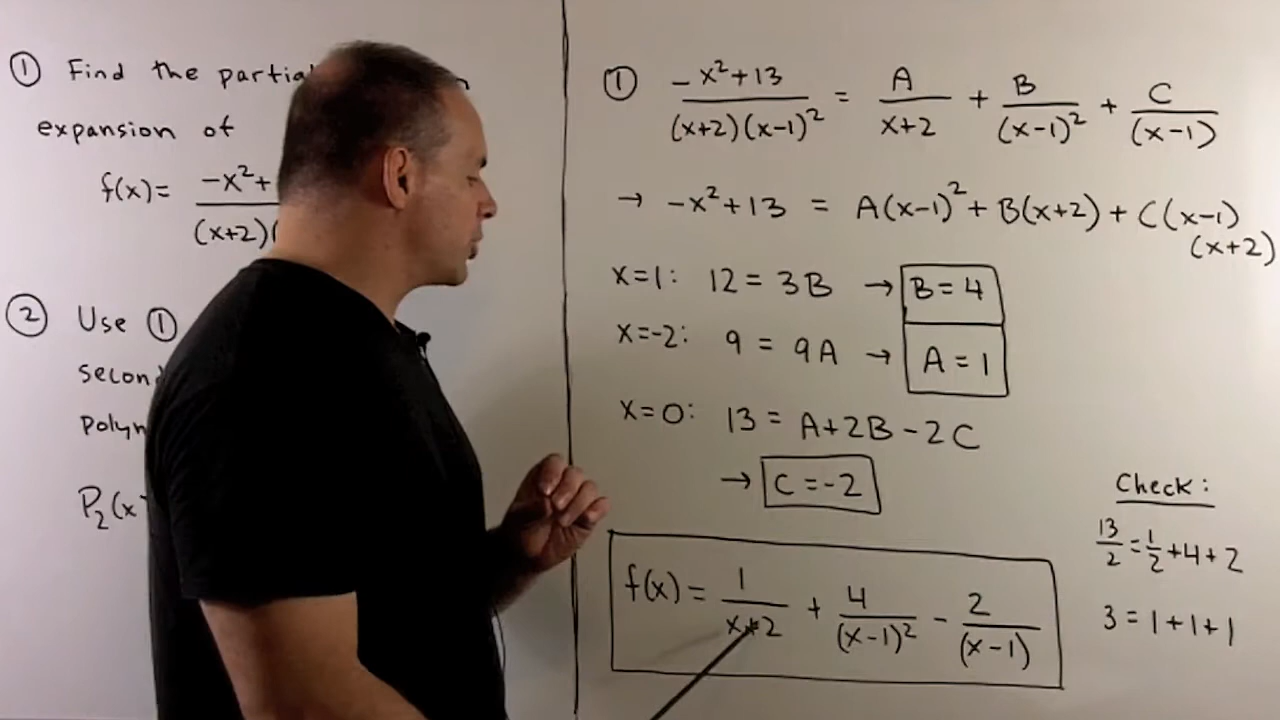 ① Find the
expansion of
f(x) = -x²+ / (x+2)(
② Use ①
P₂(x
① -x²+13 / (x+2)(x-1)² = A / x+2 + B / (x-1)² + C / (x-1)
→ -x²+13 = A(x-1)² + B(x+2) + C(x-1)
(x+2)
x=1: 12 = 3B → B = 4
x=-2: 9 = 9A → A = 1
x=0: 13 = A+2B-2C
→ C = -2
f(x) = 1 / x+2 + 4 / (x-1)² - 2 / (x-1)
Check:
13/2 = 1/2 + 4 + 2
3 = 1+1+1